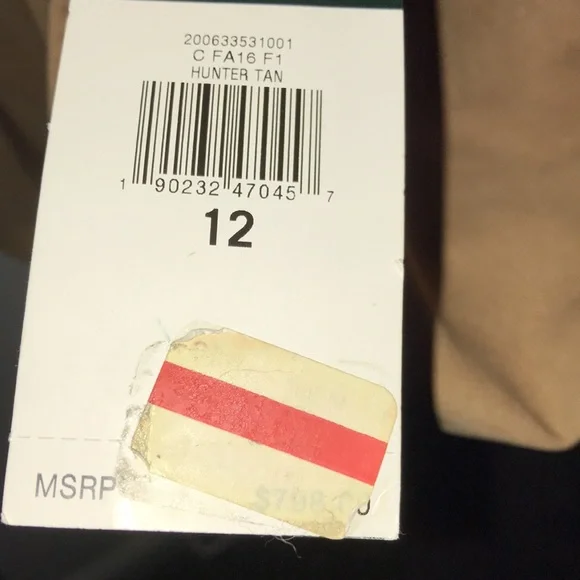 200633531001
C FA16 F1
HUNTER TAN
1 90232 47045 7
12
MSRP